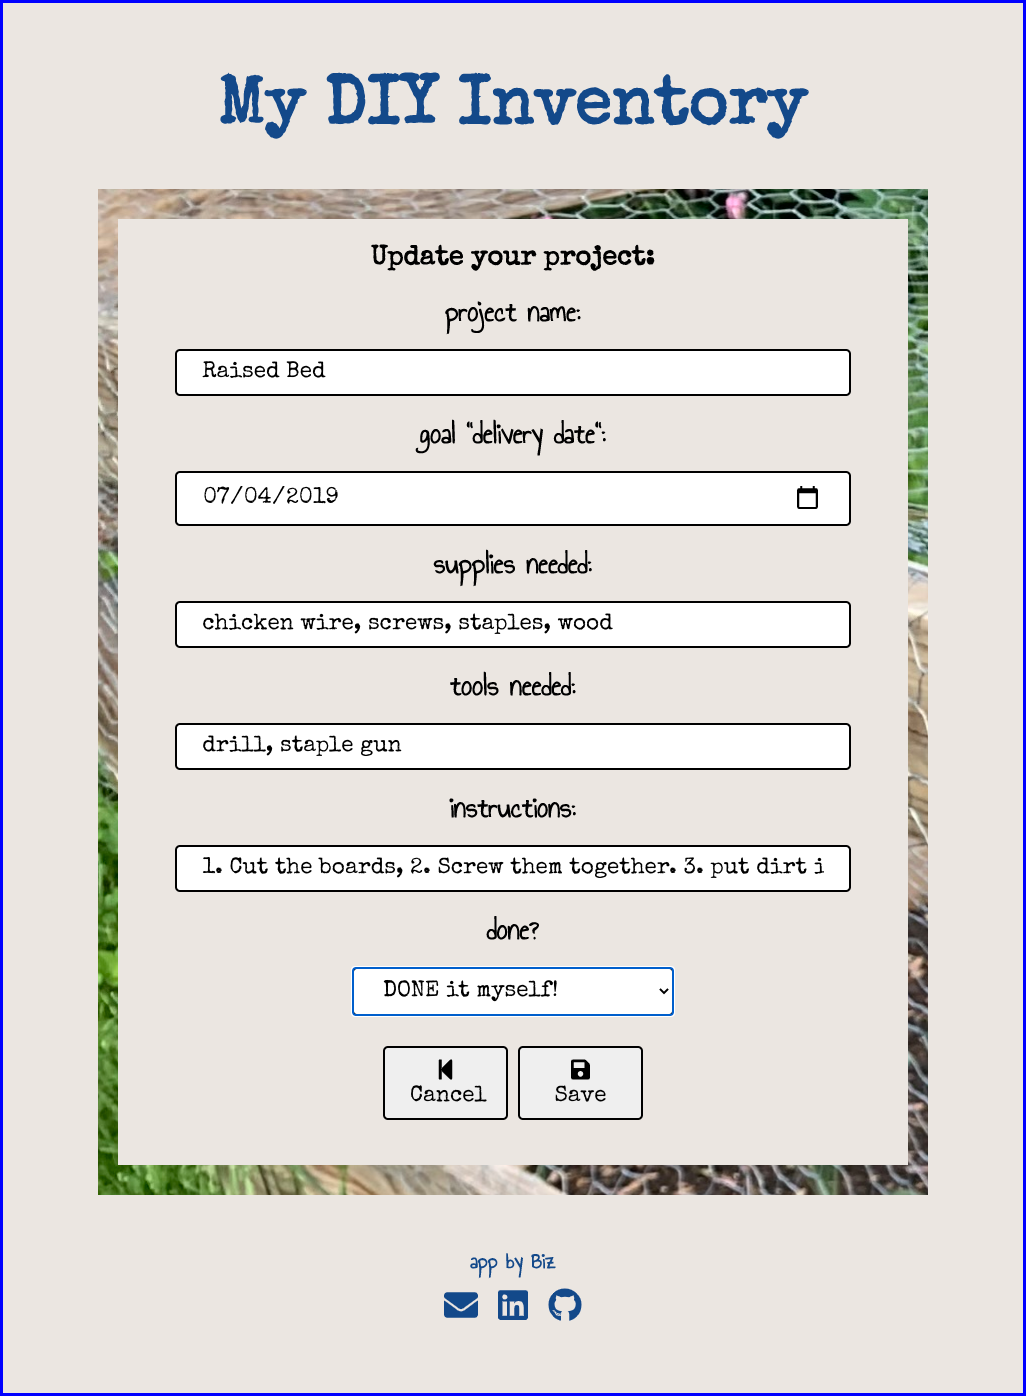 My DIY Inventory
Update your project:
project name:
Raised Bed
goal "delivery date":
07/04/2019
supplies needed:
chicken wire, screws, staples, wood
tools needed:
drill, staple gun
instructions:
1. Cut the boards, 2. Screw them together. 3. put dirt i
done?
DONE it myself!
Cancel Save
app by Biz